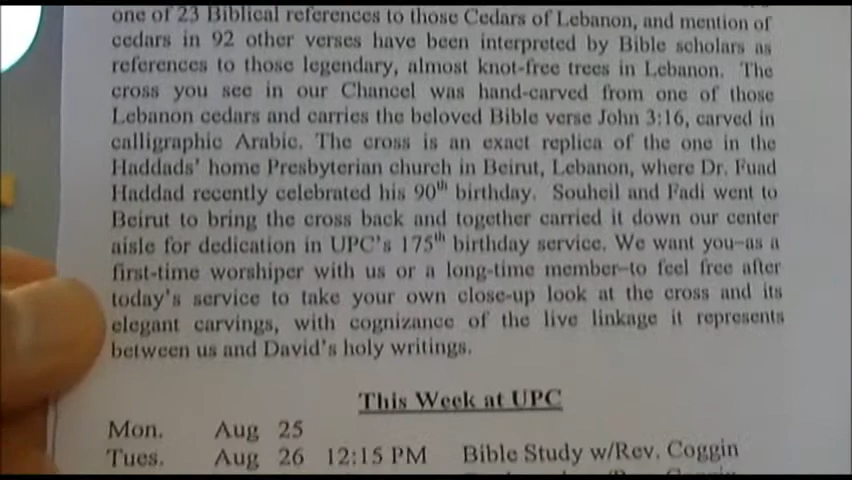 one of 23 Biblical references to those Cedars of Lebanon, and mention of
cedars in 92 other verses have been interpreted by Bible scholars as
references to those legendary, almost knot-free trees in Lebanon. The
cross you see in our Chancel was hand-carved from one of those
Lebanon cedars and carries the beloved Bible verse John 3:16, carved in
calligraphic Arabic. The cross is an exact replica of the one in the
Haddads' home Presbyterian church in Beirut, Lebanon, where Dr. Fuad
Haddad recently celebrated his 90th birthday. Souheil and Fadi went to
Beirut to bring the cross back and together carried it down our center
aisle for dedication in UPC's 175th birthday service. We want you–as a
first-time worshiper with us or a long-time member–to feel free after
today's service to take your own close-up look at the cross and its
elegant carvings, with cognizance of the live linkage it represents
between us and David's holy writings.
This Week at UPC
Mon. Aug 25
Tues. Aug 26 12:15 PM Bible Study w/Rev. Coggin